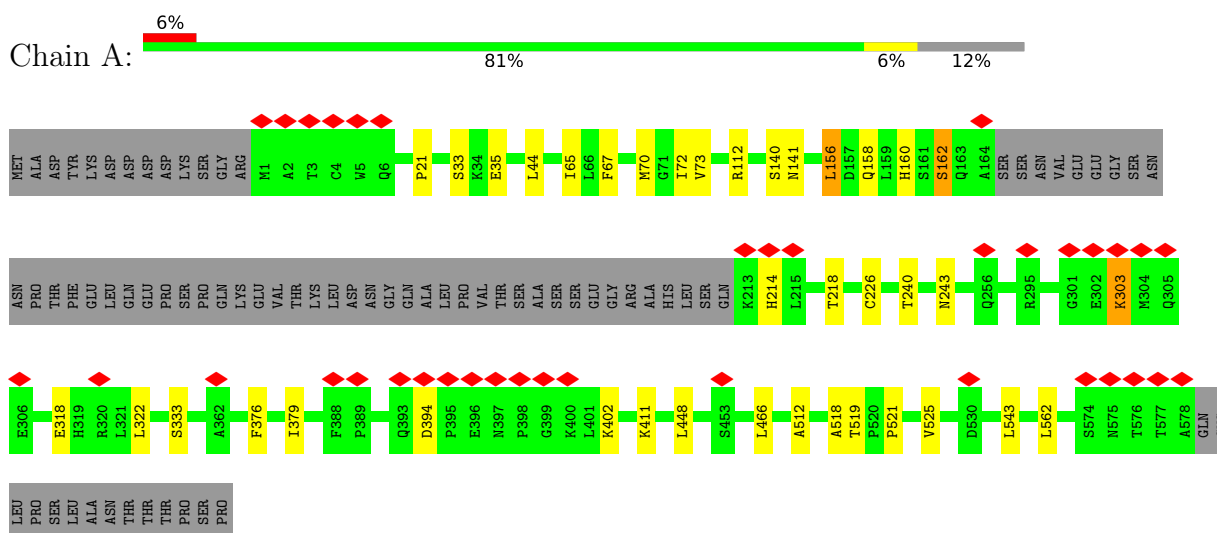 6%
Chain A:
81% 6% 12%
MET ALA ASP TYR LYS ASP ASP ASP ASP LYS SER GLY ARG M1 A2 T3 C4 W5 Q6 P21 S33 K34 E35 L44 I65 L66 F67 M70 G71 I72 V73 R112 S140 N141 L156 D157 Q158 L159 H160 S161 S162 Q163 A164 SER SER ASN VAL GLU GLU GLY SER ASN
ASN PRO THR PHE GLU LEU GLN GLU PRO SER PRO GLN LYS GLU VAL THR LYS LEU ASP ASN GLY GLN ALA LEU PRO VAL THR SER ALA SER SER GLU GLY ARG ALA HIS LEU SER GLN K213 H214 L215 T218 C226 T240 N243 Q256 R295 G301 E302 K303 M304 Q305
E306 E318 H319 R320 L321 L322 S333 A362 F376 I379 F388 P389 Q393 D394 P395 E396 N397 P398 G399 K400 L401 K402 K411 L448 S453 L466 A512 A518 T519 P520 P521 V525 D530 L543 L562 S574 N575 T576 T577 A578 GLN
LEU PRO SER LEU ALA ASN THR THR THR PRO SER PRO